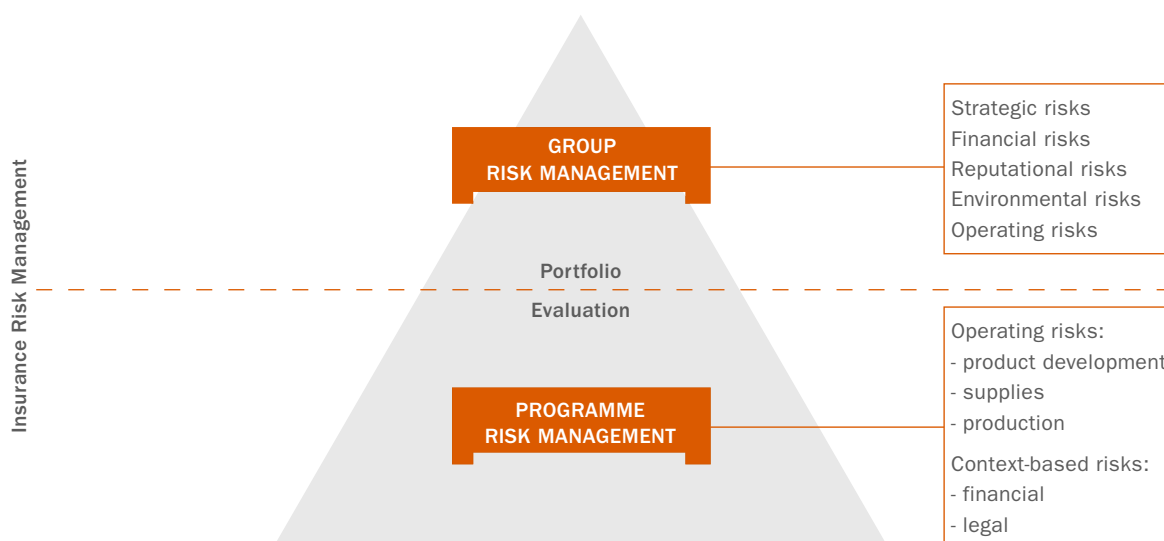 Insurance Risk Management
GROUP
RISK MANAGEMENT
Strategic risks
Financial risks
Reputational risks
Environmental risks
Operating risks
Portfolio
Evaluation
PROGRAMME
RISK MANAGEMENT
Operating risks:
- product development
- supplies
- production
Context-based risks:
- financial
- legal